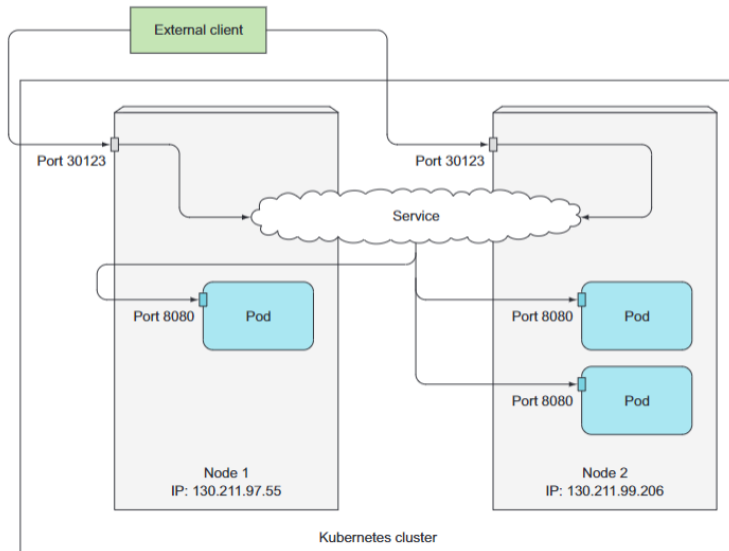 External client
Port 30123
Port 30123
Service
Port 8080
Pod
Port 8080
Pod
Port 8080
Pod
Node 1
IP: 130.211.97.55
Node 2
IP: 130.211.99.206
Kubernetes cluster